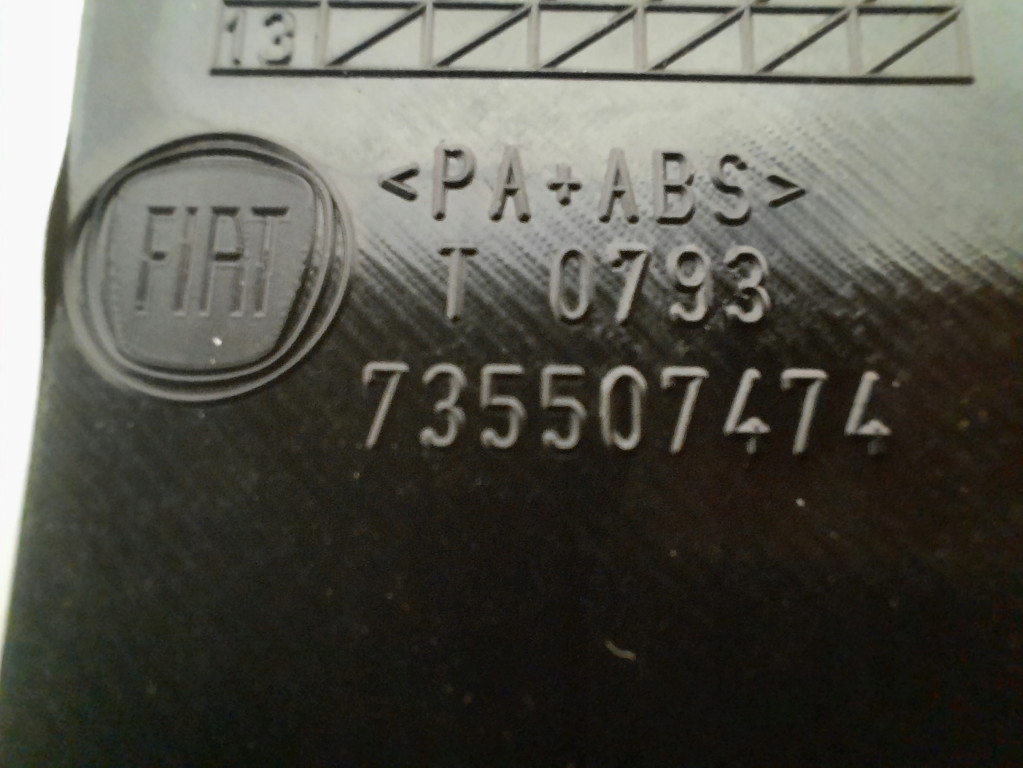 13
FIAT
<PA+ABS>
T 0793
735507474